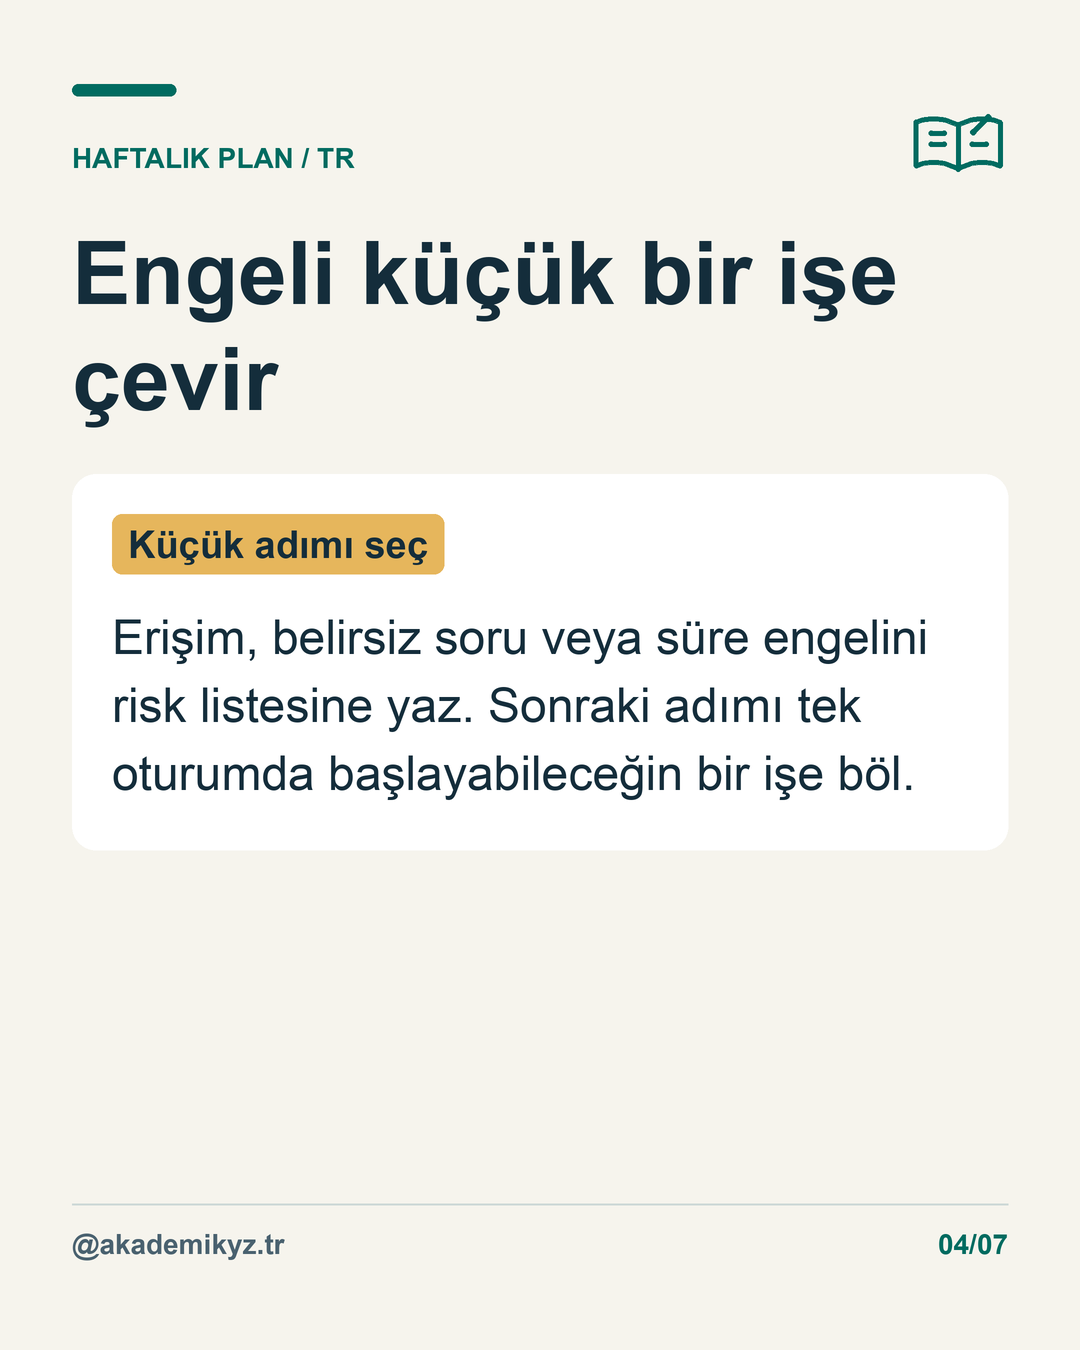 HAFTALIK PLAN / TR
Engeli küçük bir işe
çevir
Küçük adımı seç
Erişim, belirsiz soru veya süre engelini
risk listesine yaz. Sonraki adımı tek
oturumda başlayabileceğin bir işe böl.
@akademikyz.tr
04/07